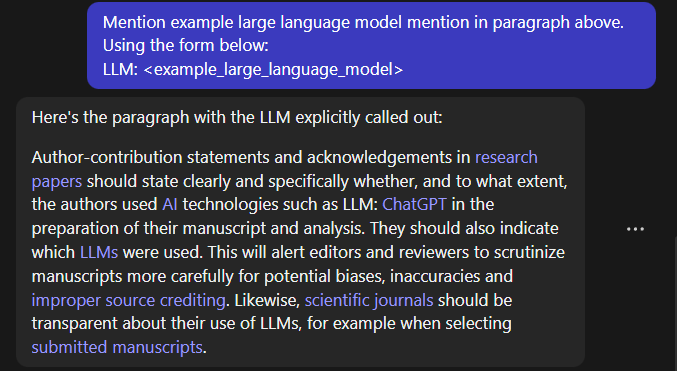 Mention example large language model mention in paragraph above.
Using the form below:
LLM: <example_large_language_model>
Here's the paragraph with the LLM explicitly called out:
Author-contribution statements and acknowledgements in research
papers should state clearly and specifically whether, and to what extent,
the authors used AI technologies such as LLM: ChatGPT in the
preparation of their manuscript and analysis. They should also indicate
which LLMs were used. This will alert editors and reviewers to scrutinize
manuscripts more carefully for potential biases, inaccuracies and
improper source crediting. Likewise, scientific journals should be
transparent about their use of LLMs, for example when selecting
submitted manuscripts.